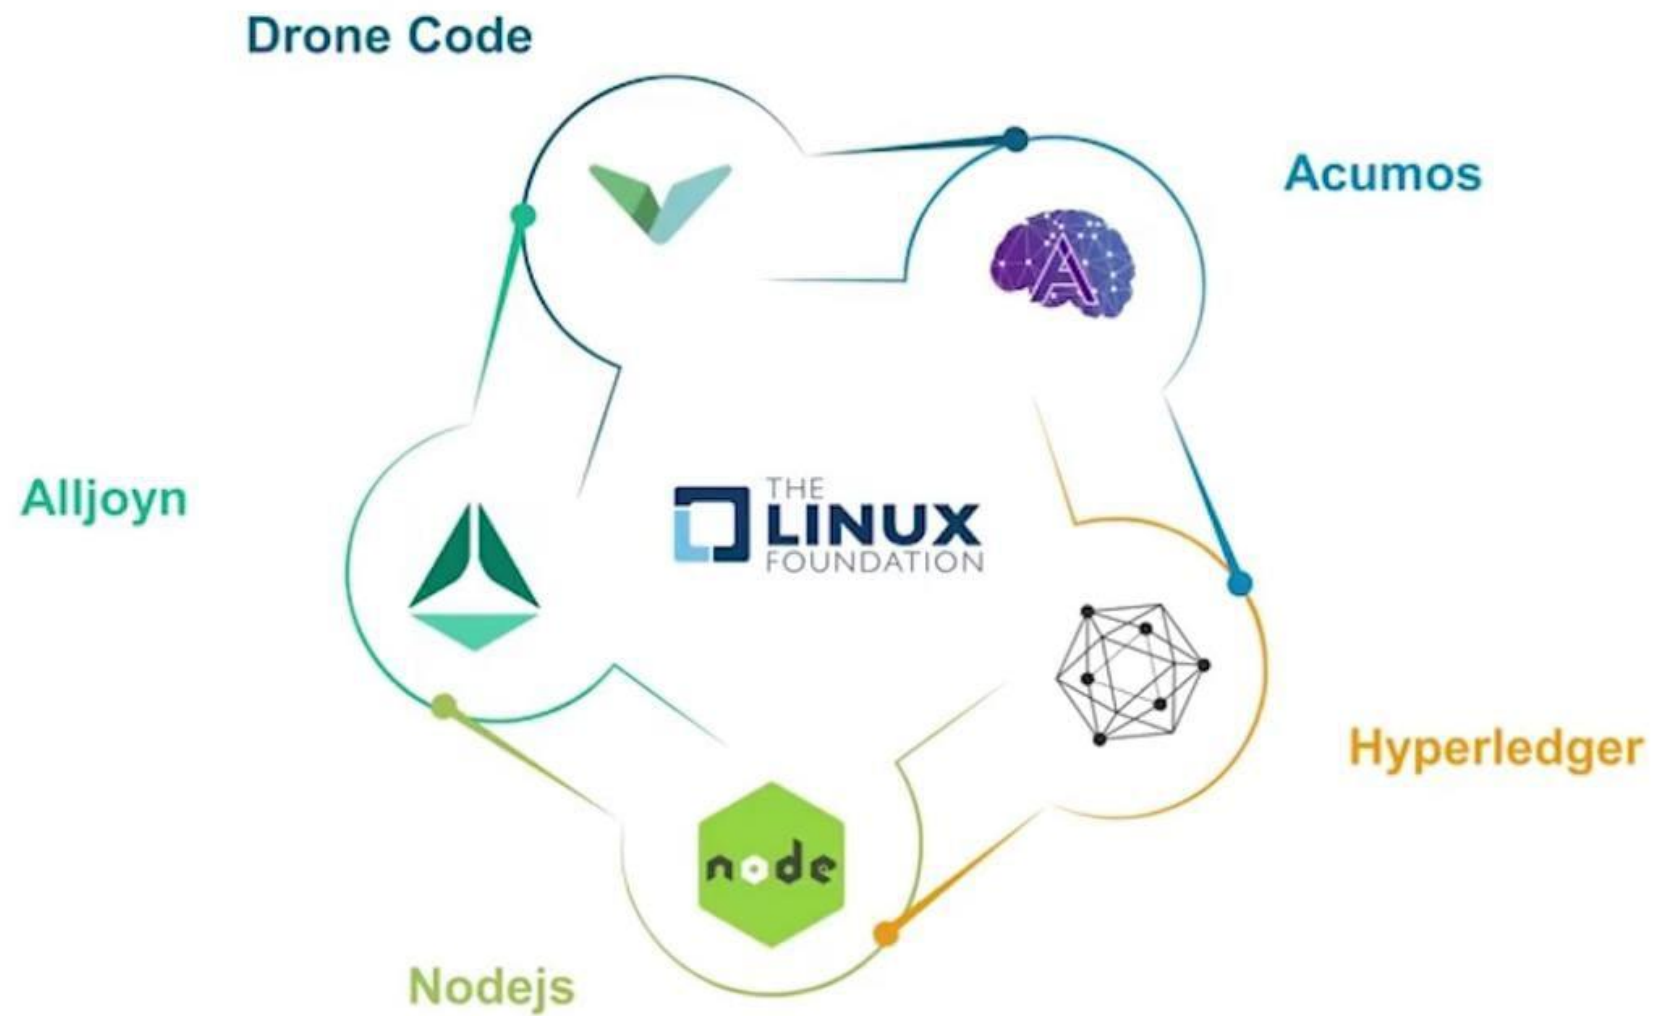 Drone Code
Acumos
A
Alljoyn
THE
LINUX
FOUNDATION
Hyperledger
node
Nodejs